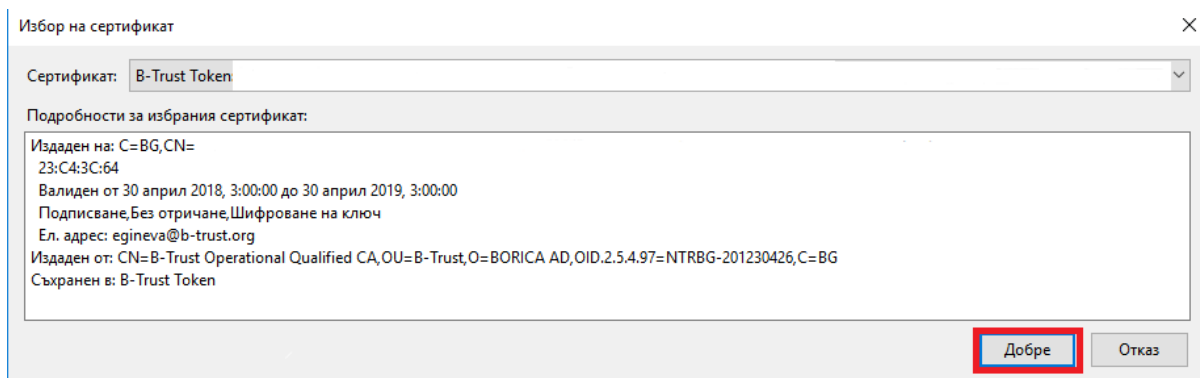 Избор на сертификат
Сертификат: B-Trust Token:
Подробности за избрания сертификат:
Издаден на: C=BG,CN=
23:C4:3C:64
Валиден от 30 април 2018, 3:00:00 до 30 април 2019, 3:00:00
Подписване,Без отричане,Шифроване на ключ
Ел. адрес: egineva@b-trust.org
Издаден от: CN=B-Trust Operational Qualified CA,OU=B-Trust,O=BORICA AD,OID.2.5.4.97=NTRBG-201230426,C=BG
Съхранен в: B-Trust Token
Добре Отказ